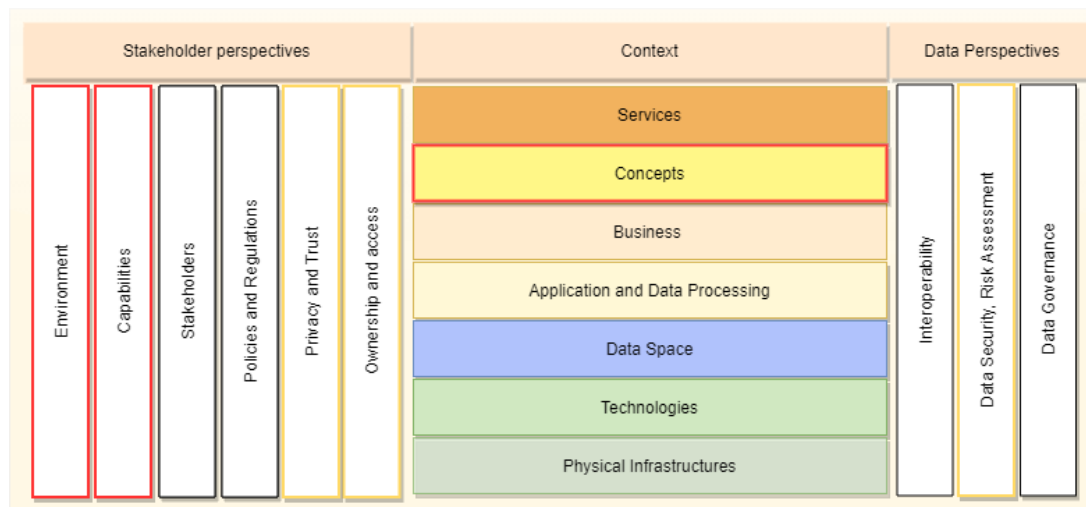 Stakeholder perspectives
Context
Data Perspectives
Environment
Capabilities
Stakeholders
Policies and Regulations
Privacy and Trust
Ownership and access
Services
Concepts
Business
Application and Data Processing
Data Space
Technologies
Physical Infrastructures
Interoperability
Data Security, Risk Assessment
Data Governance